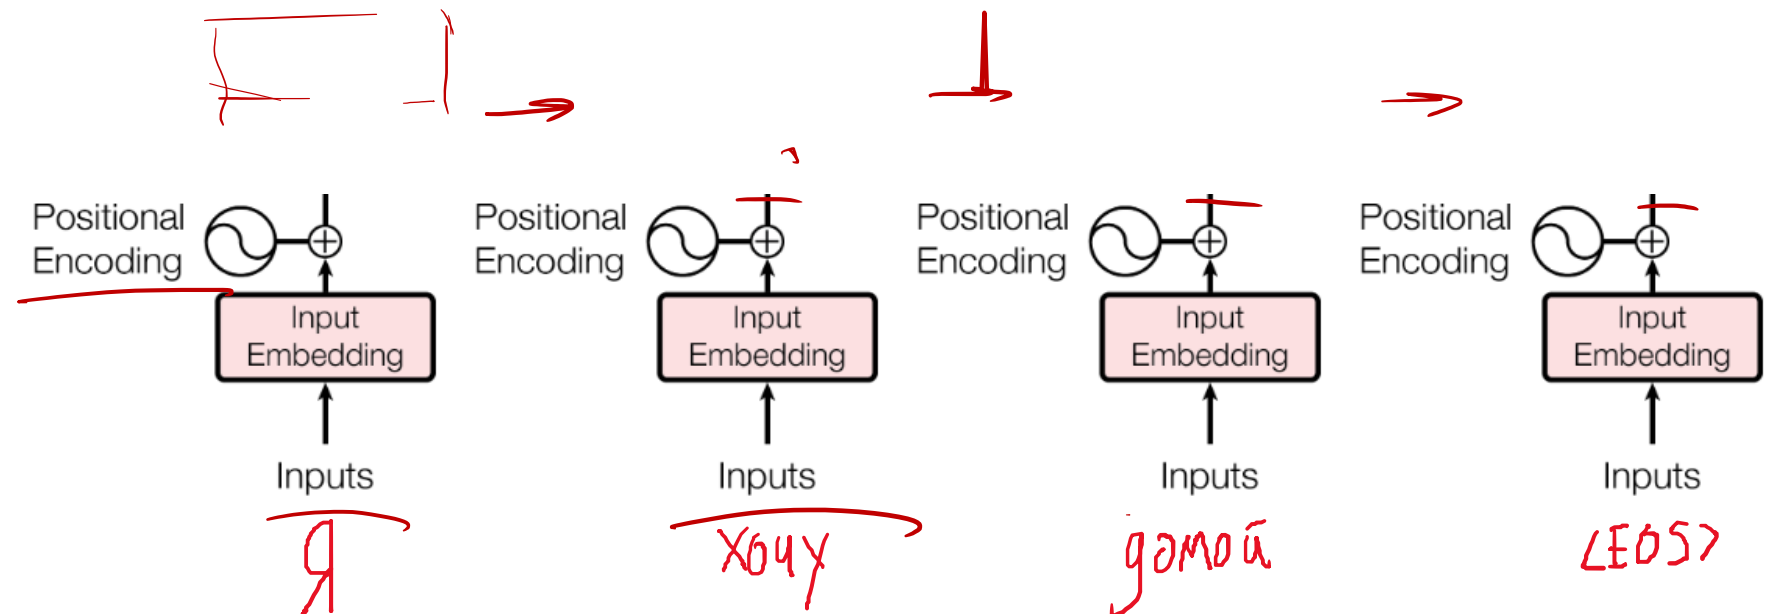 Positional Encoding
Input Embedding
Inputs
Я
Positional Encoding
Input Embedding
Inputs
хочу
Positional Encoding
Input Embedding
Inputs
домой
Positional Encoding
Input Embedding
Inputs
<EOS>